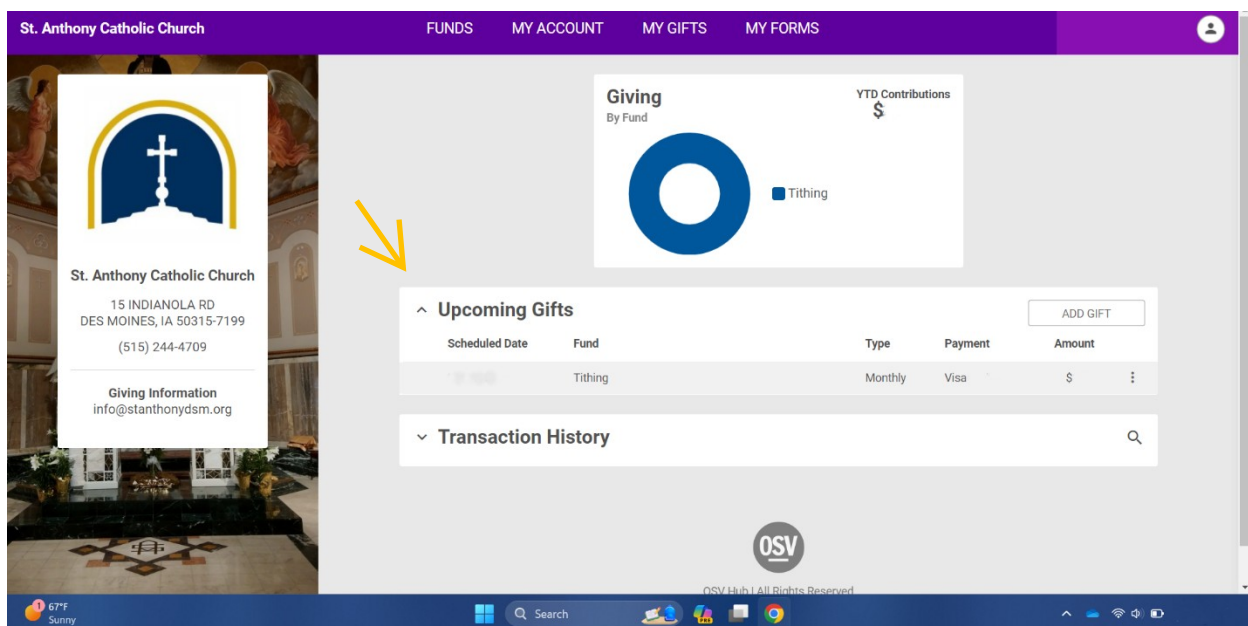 St. Anthony Catholic Church FUNDS MY ACCOUNT MY GIFTS MY FORMS
St. Anthony Catholic Church
15 INDIANOLA RD
DES MOINES, IA 50315-7199
(515) 244-4709
Giving Information
info@stanthonydsm.org
Giving YTD Contributions
By Fund $
Tithing
Upcoming Gifts ADD GIFT
Scheduled Date Fund Type Payment Amount
Tithing Monthly Visa $
Transaction History
OSV
OSV Hub | All Rights Reserved
1 67°F
Sunny
Search
PRE